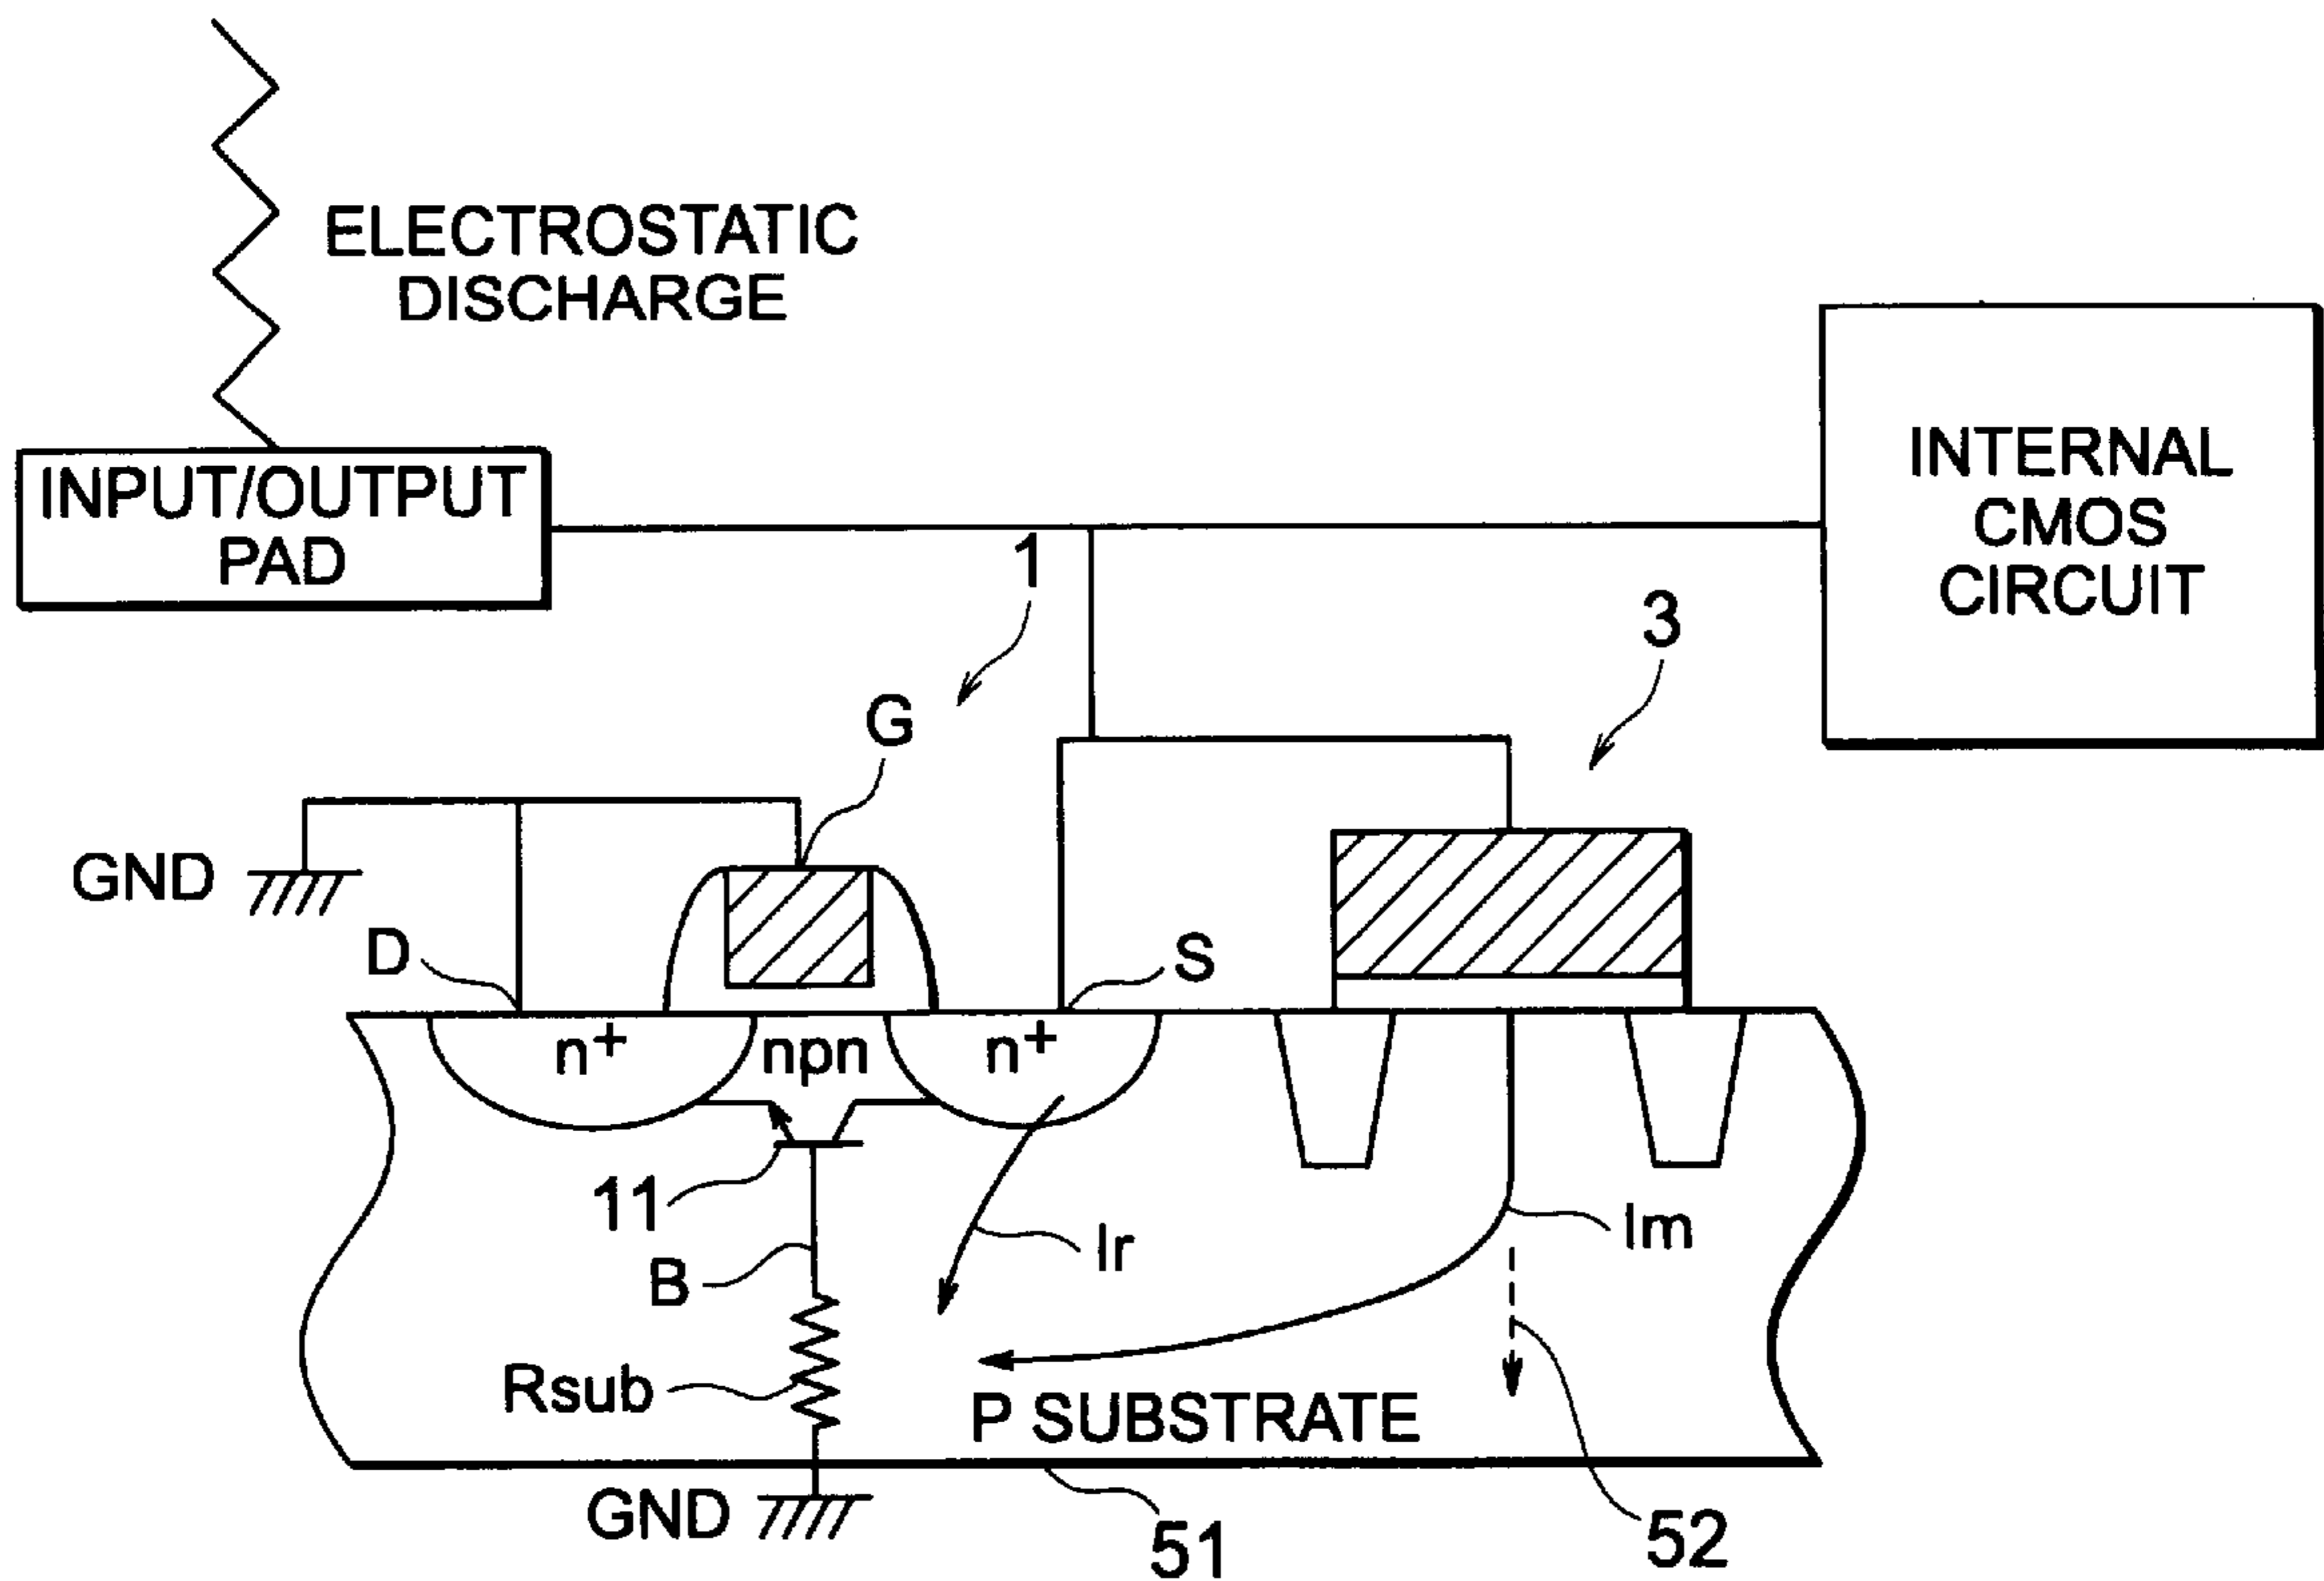 ELECTROSTATIC
DISCHARGE
INPUT/OUTPUT
PAD
INTERNAL
CMOS
CIRCUIT
1
3
G
GND
D
S
n+
npn
n+
11
B
Ir
Im
Rsub
P SUBSTRATE
GND
51
52